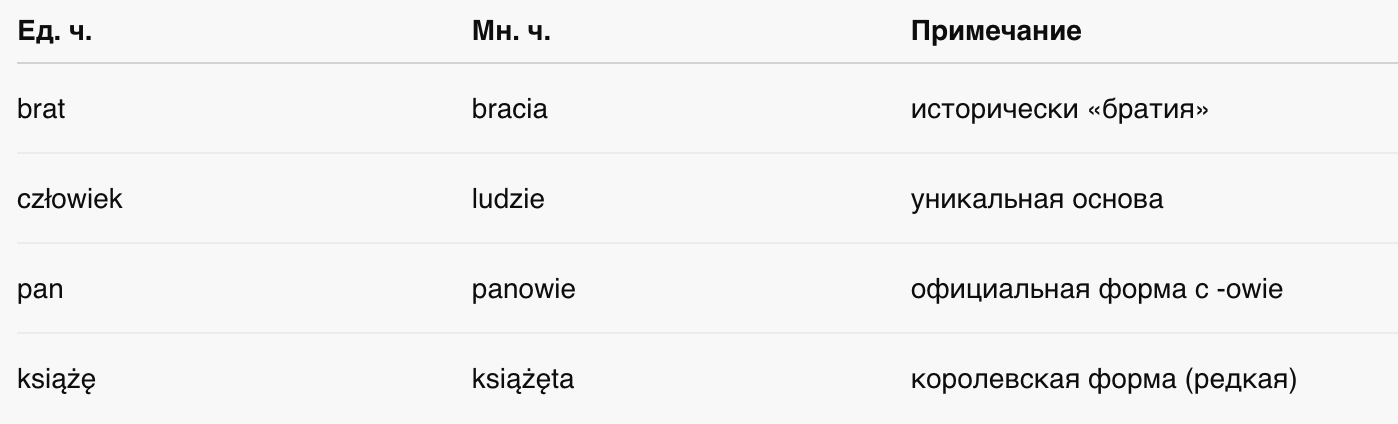 Ед. ч. Мн. ч. Примечание
brat bracia исторически «братия»
człowiek ludzie уникальная основа
pan panowie официальная форма с -owie
książę książęta королевская форма (редкая)